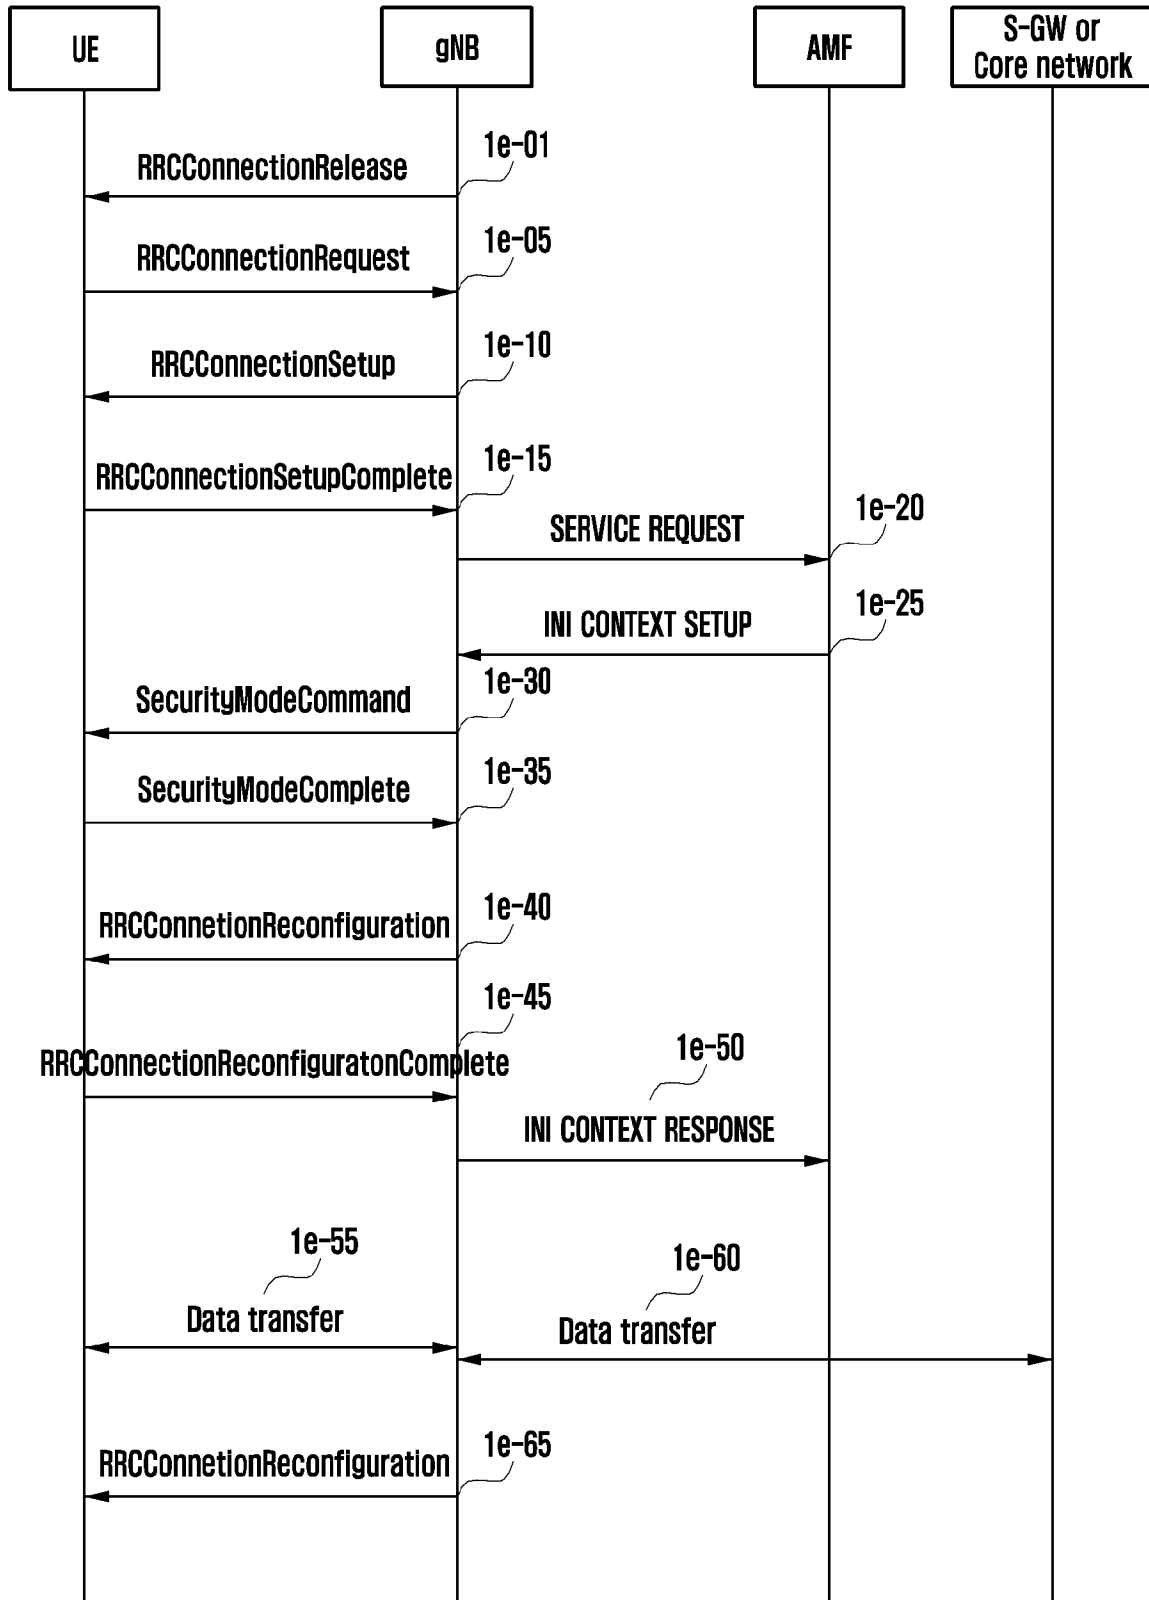 UE
gNB
AMF
S-GW or
Core network
1e-01
RRCConnectionRelease
1e-05
RRCConnectionRequest
1e-10
RRCConnectionSetup
1e-15
RRCConnectionSetupComplete
1e-20
SERVICE REQUEST
1e-25
INI CONTEXT SETUP
1e-30
SecurityModeCommand
1e-35
SecurityModeComplete
1e-40
RRCConnetionReconfiguration
1e-45
RRCConnectionReconfiguratonComplete
1e-50
INI CONTEXT RESPONSE
1e-55
Data transfer
1e-60
Data transfer
1e-65
RRCConnetionReconfiguration